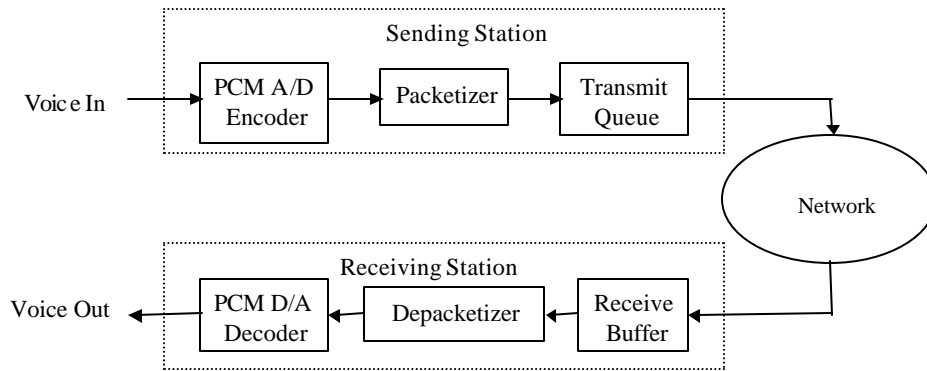 Sending Station
Voice In
PCM A/D
Encoder
Packetizer
Transmit
Queue
Network
Receiving Station
Voice Out
PCM D/A
Decoder
Depacketizer
Receive
Buffer